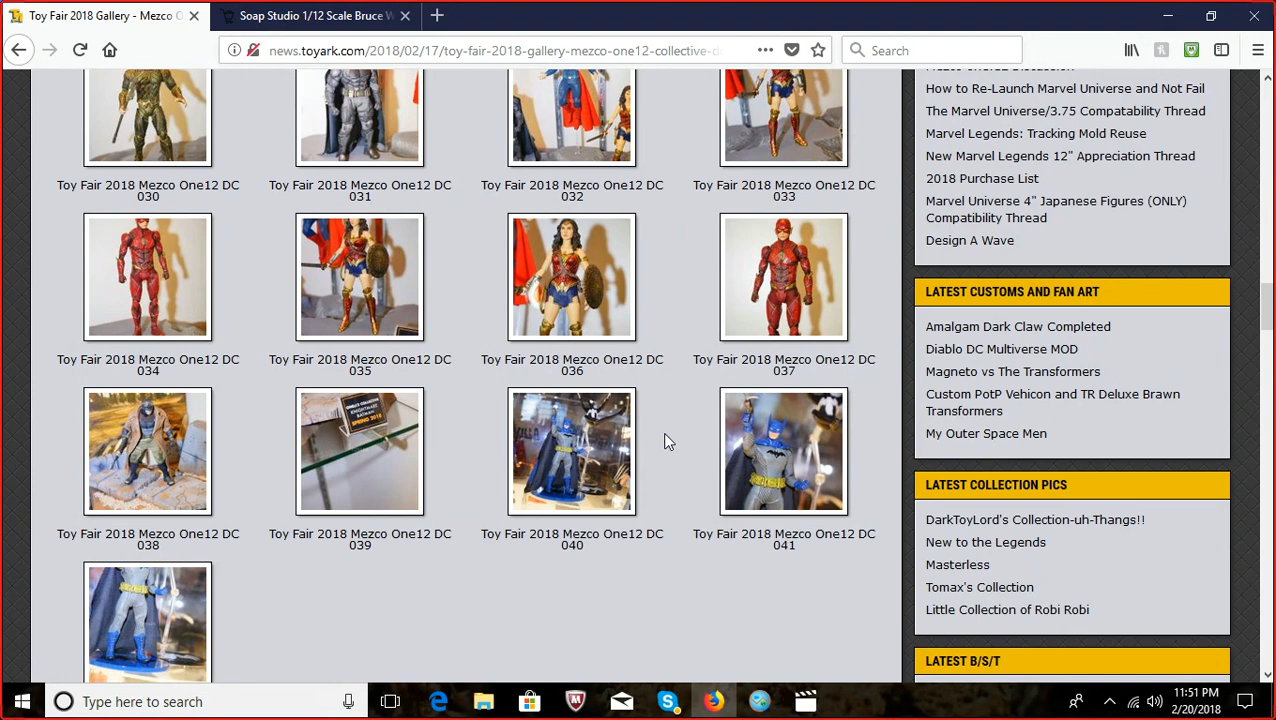 Toy Fair 2018 Gallery - Mezco O
Soap Studio 1/12 Scale Bruce W
news.toyark.com/2018/02/17/toy-fair-2018-gallery-mezco-one12-collective-d
Search
Toy Fair 2018 Mezco One12 DC
030
Toy Fair 2018 Mezco One12 DC
031
Toy Fair 2018 Mezco One12 DC
032
Toy Fair 2018 Mezco One12 DC
033
Toy Fair 2018 Mezco One12 DC
034
Toy Fair 2018 Mezco One12 DC
035
Toy Fair 2018 Mezco One12 DC
036
Toy Fair 2018 Mezco One12 DC
037
KNIGHTMARE
BATMAN
SPRING 2018
Toy Fair 2018 Mezco One12 DC
038
Toy Fair 2018 Mezco One12 DC
039
Toy Fair 2018 Mezco One12 DC
040
Toy Fair 2018 Mezco One12 DC
041
How to Re-Launch Marvel Universe and Not Fail
The Marvel Universe/3.75 Compatability Thread
Marvel Legends: Tracking Mold Reuse
New Marvel Legends 12" Appreciation Thread
2018 Purchase List
Marvel Universe 4" Japanese Figures (ONLY)
Compatibility Thread
Design A Wave
LATEST CUSTOMS AND FAN ART
Amalgam Dark Claw Completed
Diablo DC Multiverse MOD
Magneto vs The Transformers
Custom PotP Vehicon and TR Deluxe Brawn
Transformers
My Outer Space Men
LATEST COLLECTION PICS
DarkToyLord's Collection-uh-Thangs!!
New to the Legends
Masterless
Tomax's Collection
Little Collection of Robi Robi
LATEST B/S/T
Type here to search
11:51 PM
2/20/2018